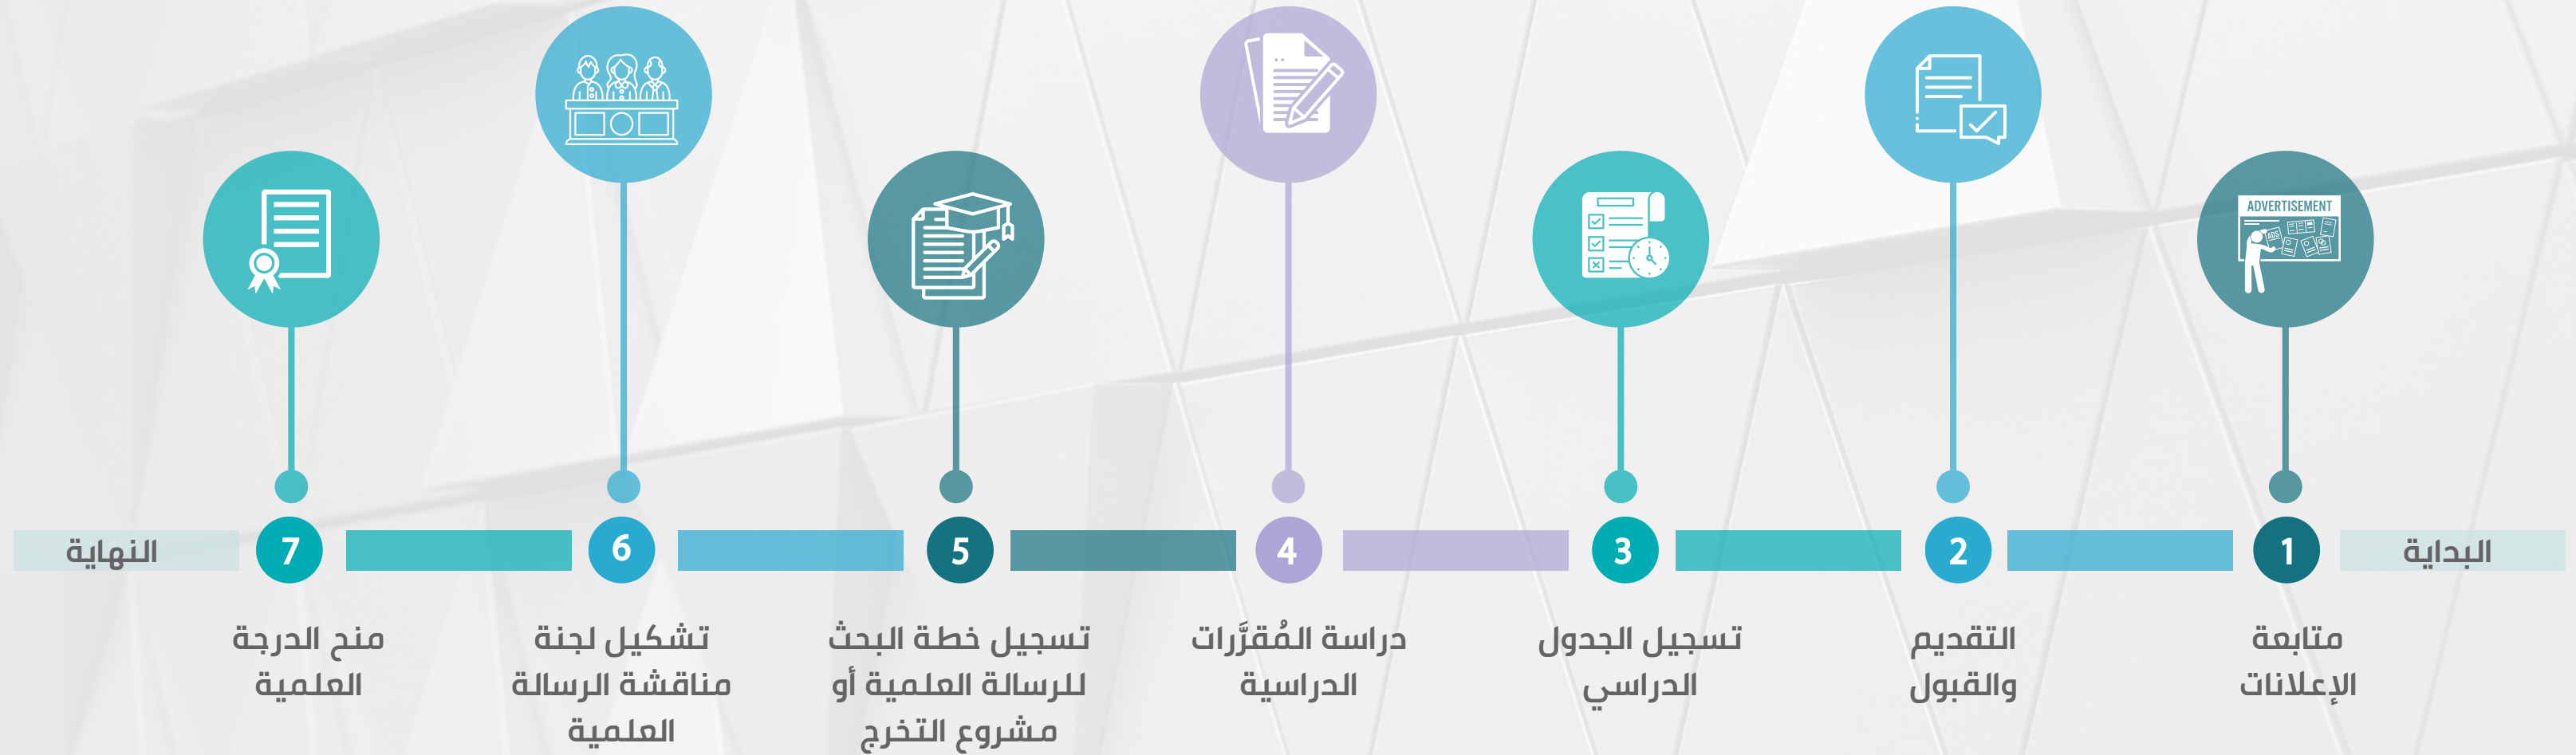 ADVERTISEMENT
ADS
البداية
1
2
3
4
5
6
7
النهاية
متابعة
الإعلانات
التقديم
والقبول
تسجيل الجدول
الدراسي
دراسة المُقرَّرات
الدراسية
تسجيل خطة البحث
للرسالة العلمية أو
مشروع التخرج
تشكيل لجنة
مناقشة الرسالة
العلمية
منح الدرجة
العلمية